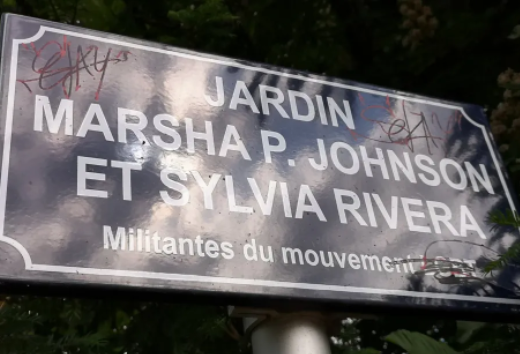 JARDIN
MARSHA P. JOHNSON
ET SYLVIA RIVERA
Militantes du mouvement